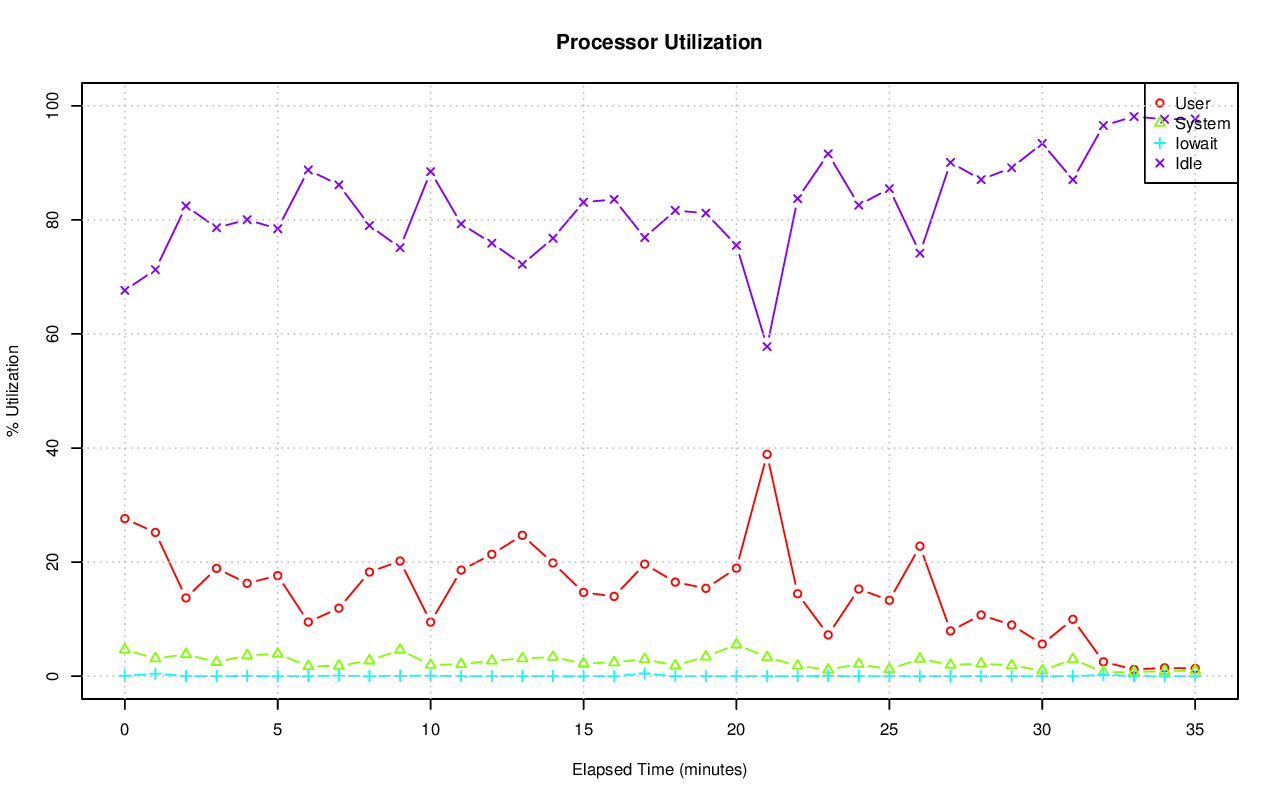 Processor Utilization
User
System
Iowait
Idle
% Utilization
100
80
60
40
20
0
0 5 10 15 20 25 30 35
Elapsed Time (minutes)